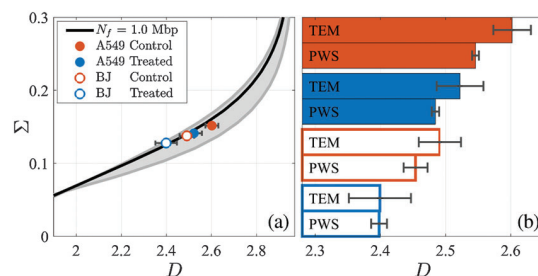 N_f = 1.0 Mbp
A549 Control
A549 Treated
BJ Control
BJ Treated
Σ
0.3
0.2
0.1
0
2
2.2
2.4
2.6
2.8
D
(a)
TEM
PWS
TEM
PWS
TEM
PWS
TEM
PWS
(b)
2.3
2.4
2.5
2.6
D